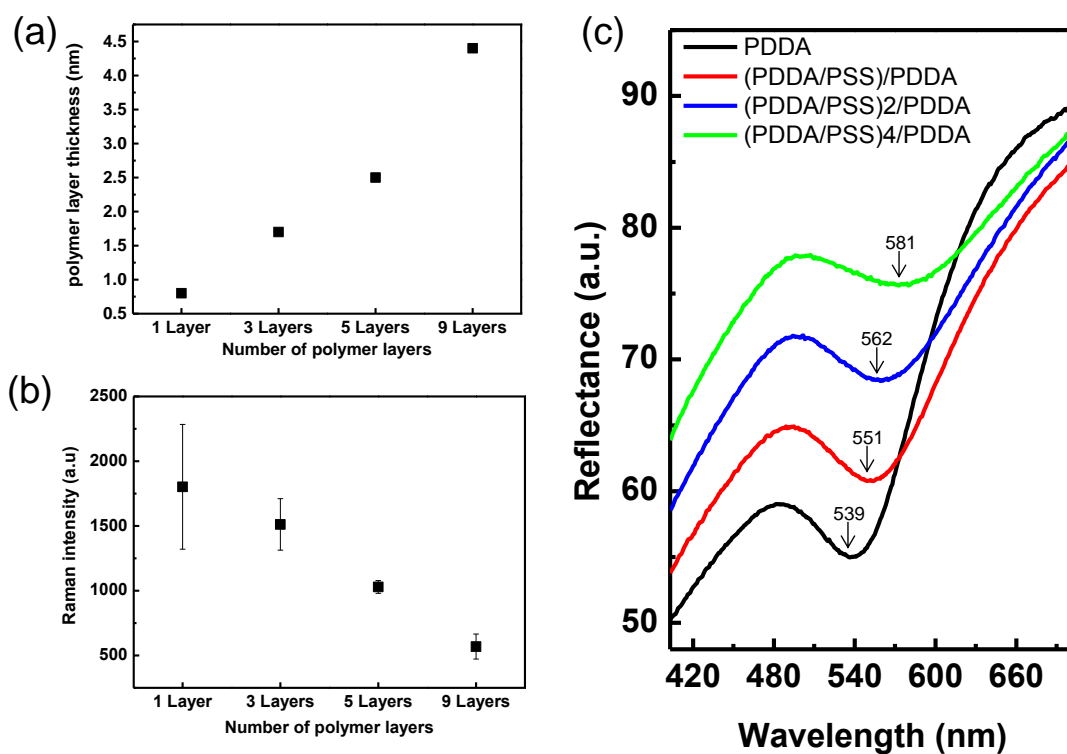 (a)
polymer layer thickness (nm)
4.5
4.0
3.5
3.0
2.5
2.0
1.5
1.0
0.5
1 Layer 3 Layers 5 Layers 9 Layers
Number of polymer layers
(b)
Raman intensity (a.u)
2500
2000
1500
1000
500
1 Layer 3 Layers 5 Layers 9 Layers
Number of polymer layers
(c)
PDDA
(PDDA/PSS)/PDDA
(PDDA/PSS)2/PDDA
(PDDA/PSS)4/PDDA
Reflectance (a.u.)
90
80
70
60
50
581
562
551
539
420 480 540 600 660
Wavelength (nm)